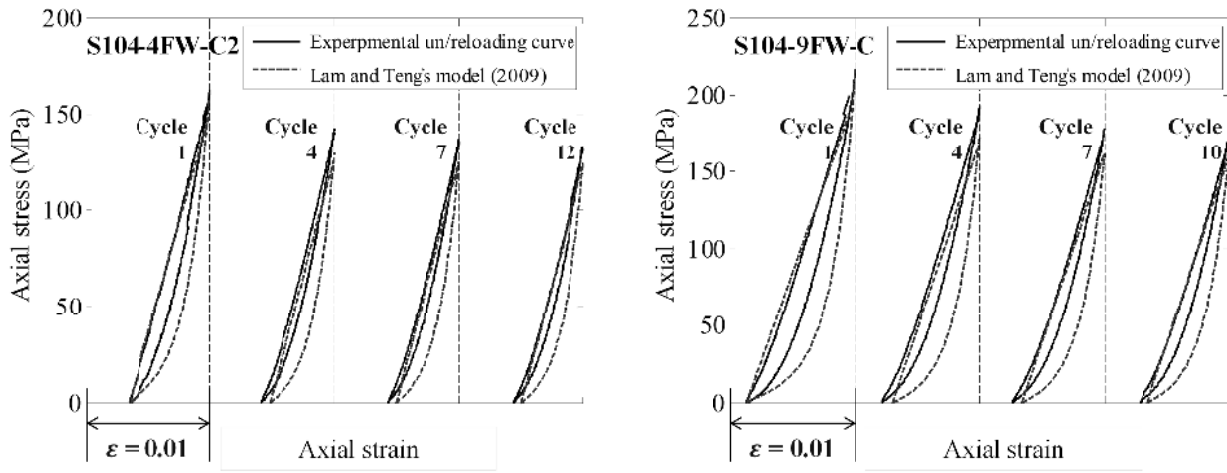 200
S104-4FW-C2
Experpmental un/reloading curve
Lam and Teng's model (2009)
150
Cycle
1
Cycle
4
Cycle
7
Cycle
12
100
50
0
Axial stress (MPa)
ε = 0.01
Axial strain
250
S104-9FW-C
Experpmental un/reloading curve
Lam and Teng's model (2009)
200
Cycle
1
Cycle
4
Cycle
7
Cycle
10
150
100
50
0
Axial stress (MPa)
ε = 0.01
Axial strain